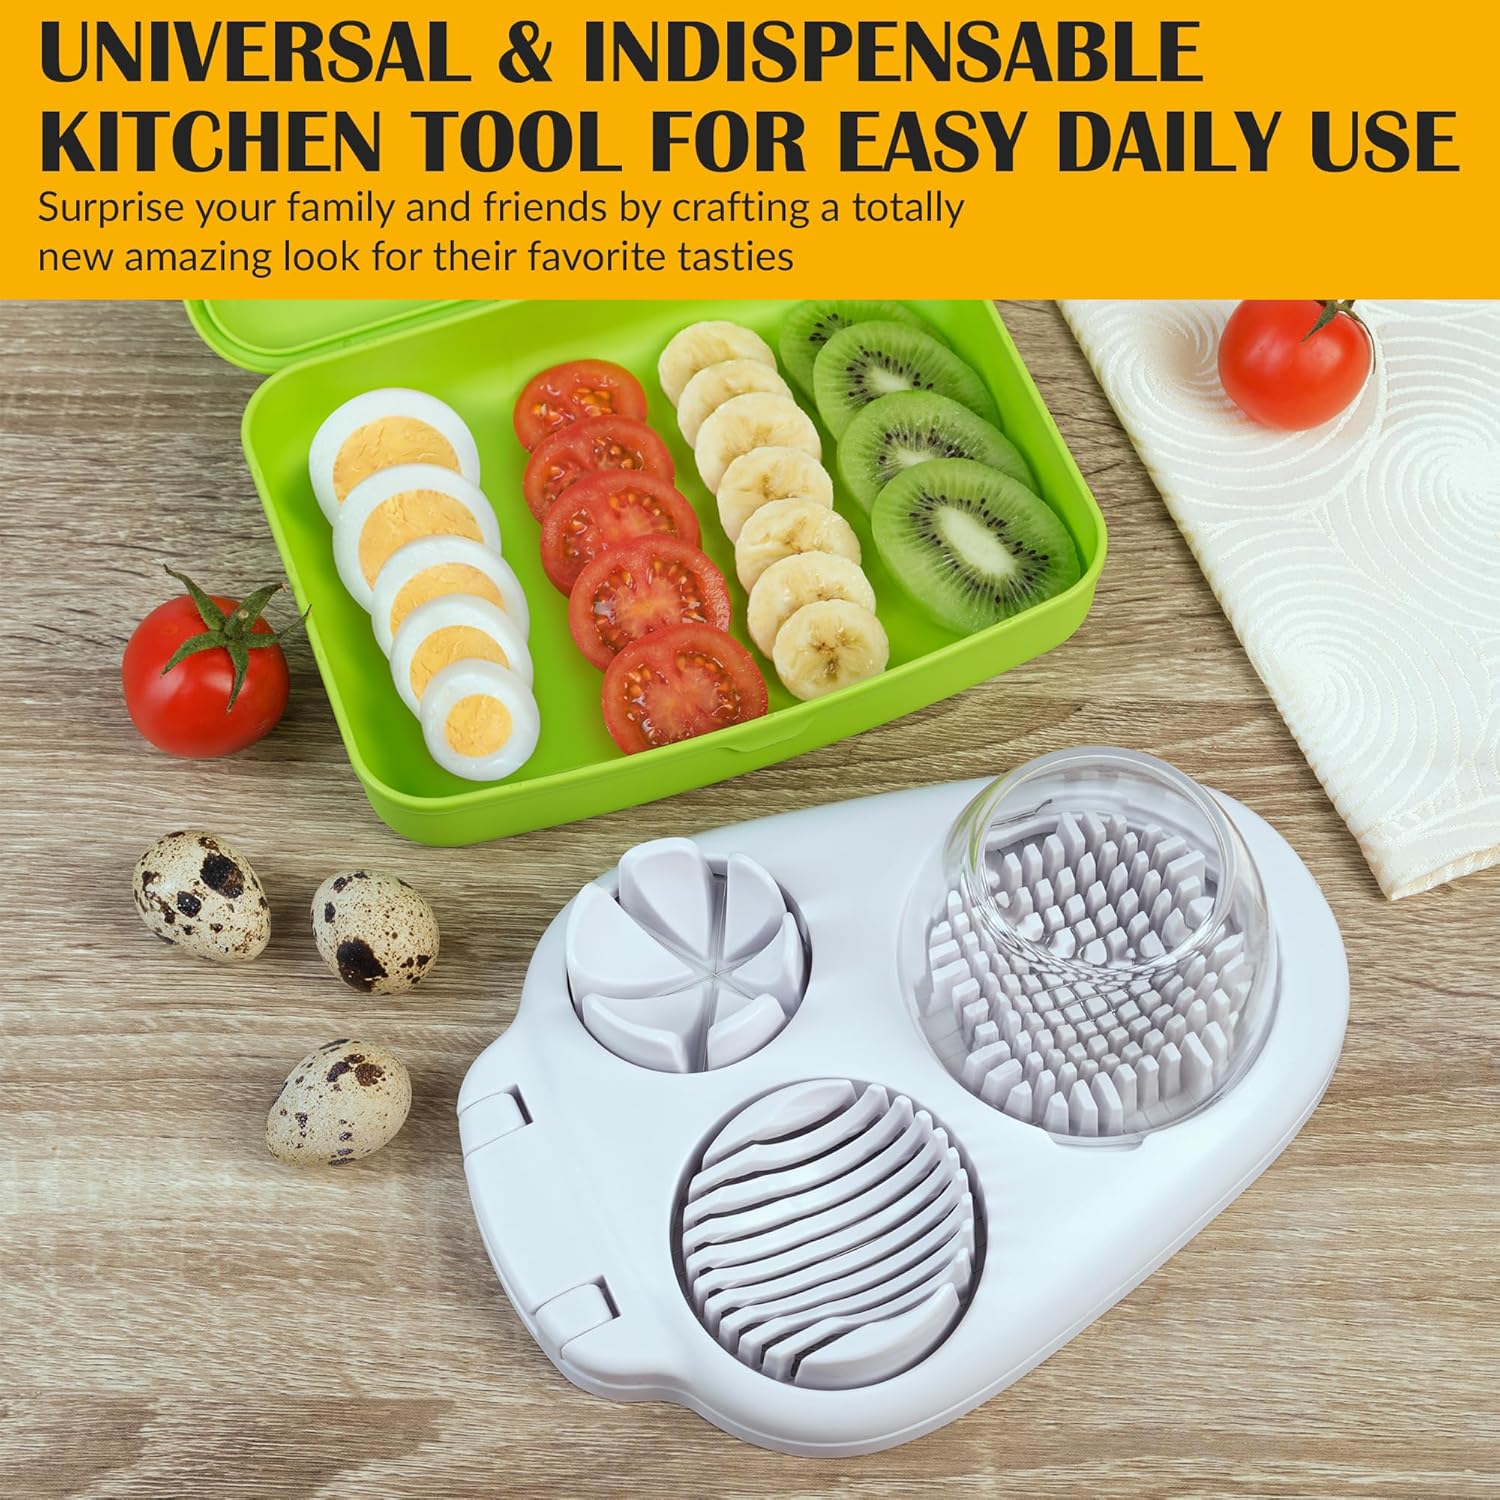 UNIVERSAL & INDISPENSABLE
KITCHEN TOOL FOR EASY DAILY USE
Surprise your family and friends by crafting a totally
new amazing look for their favorite tasties